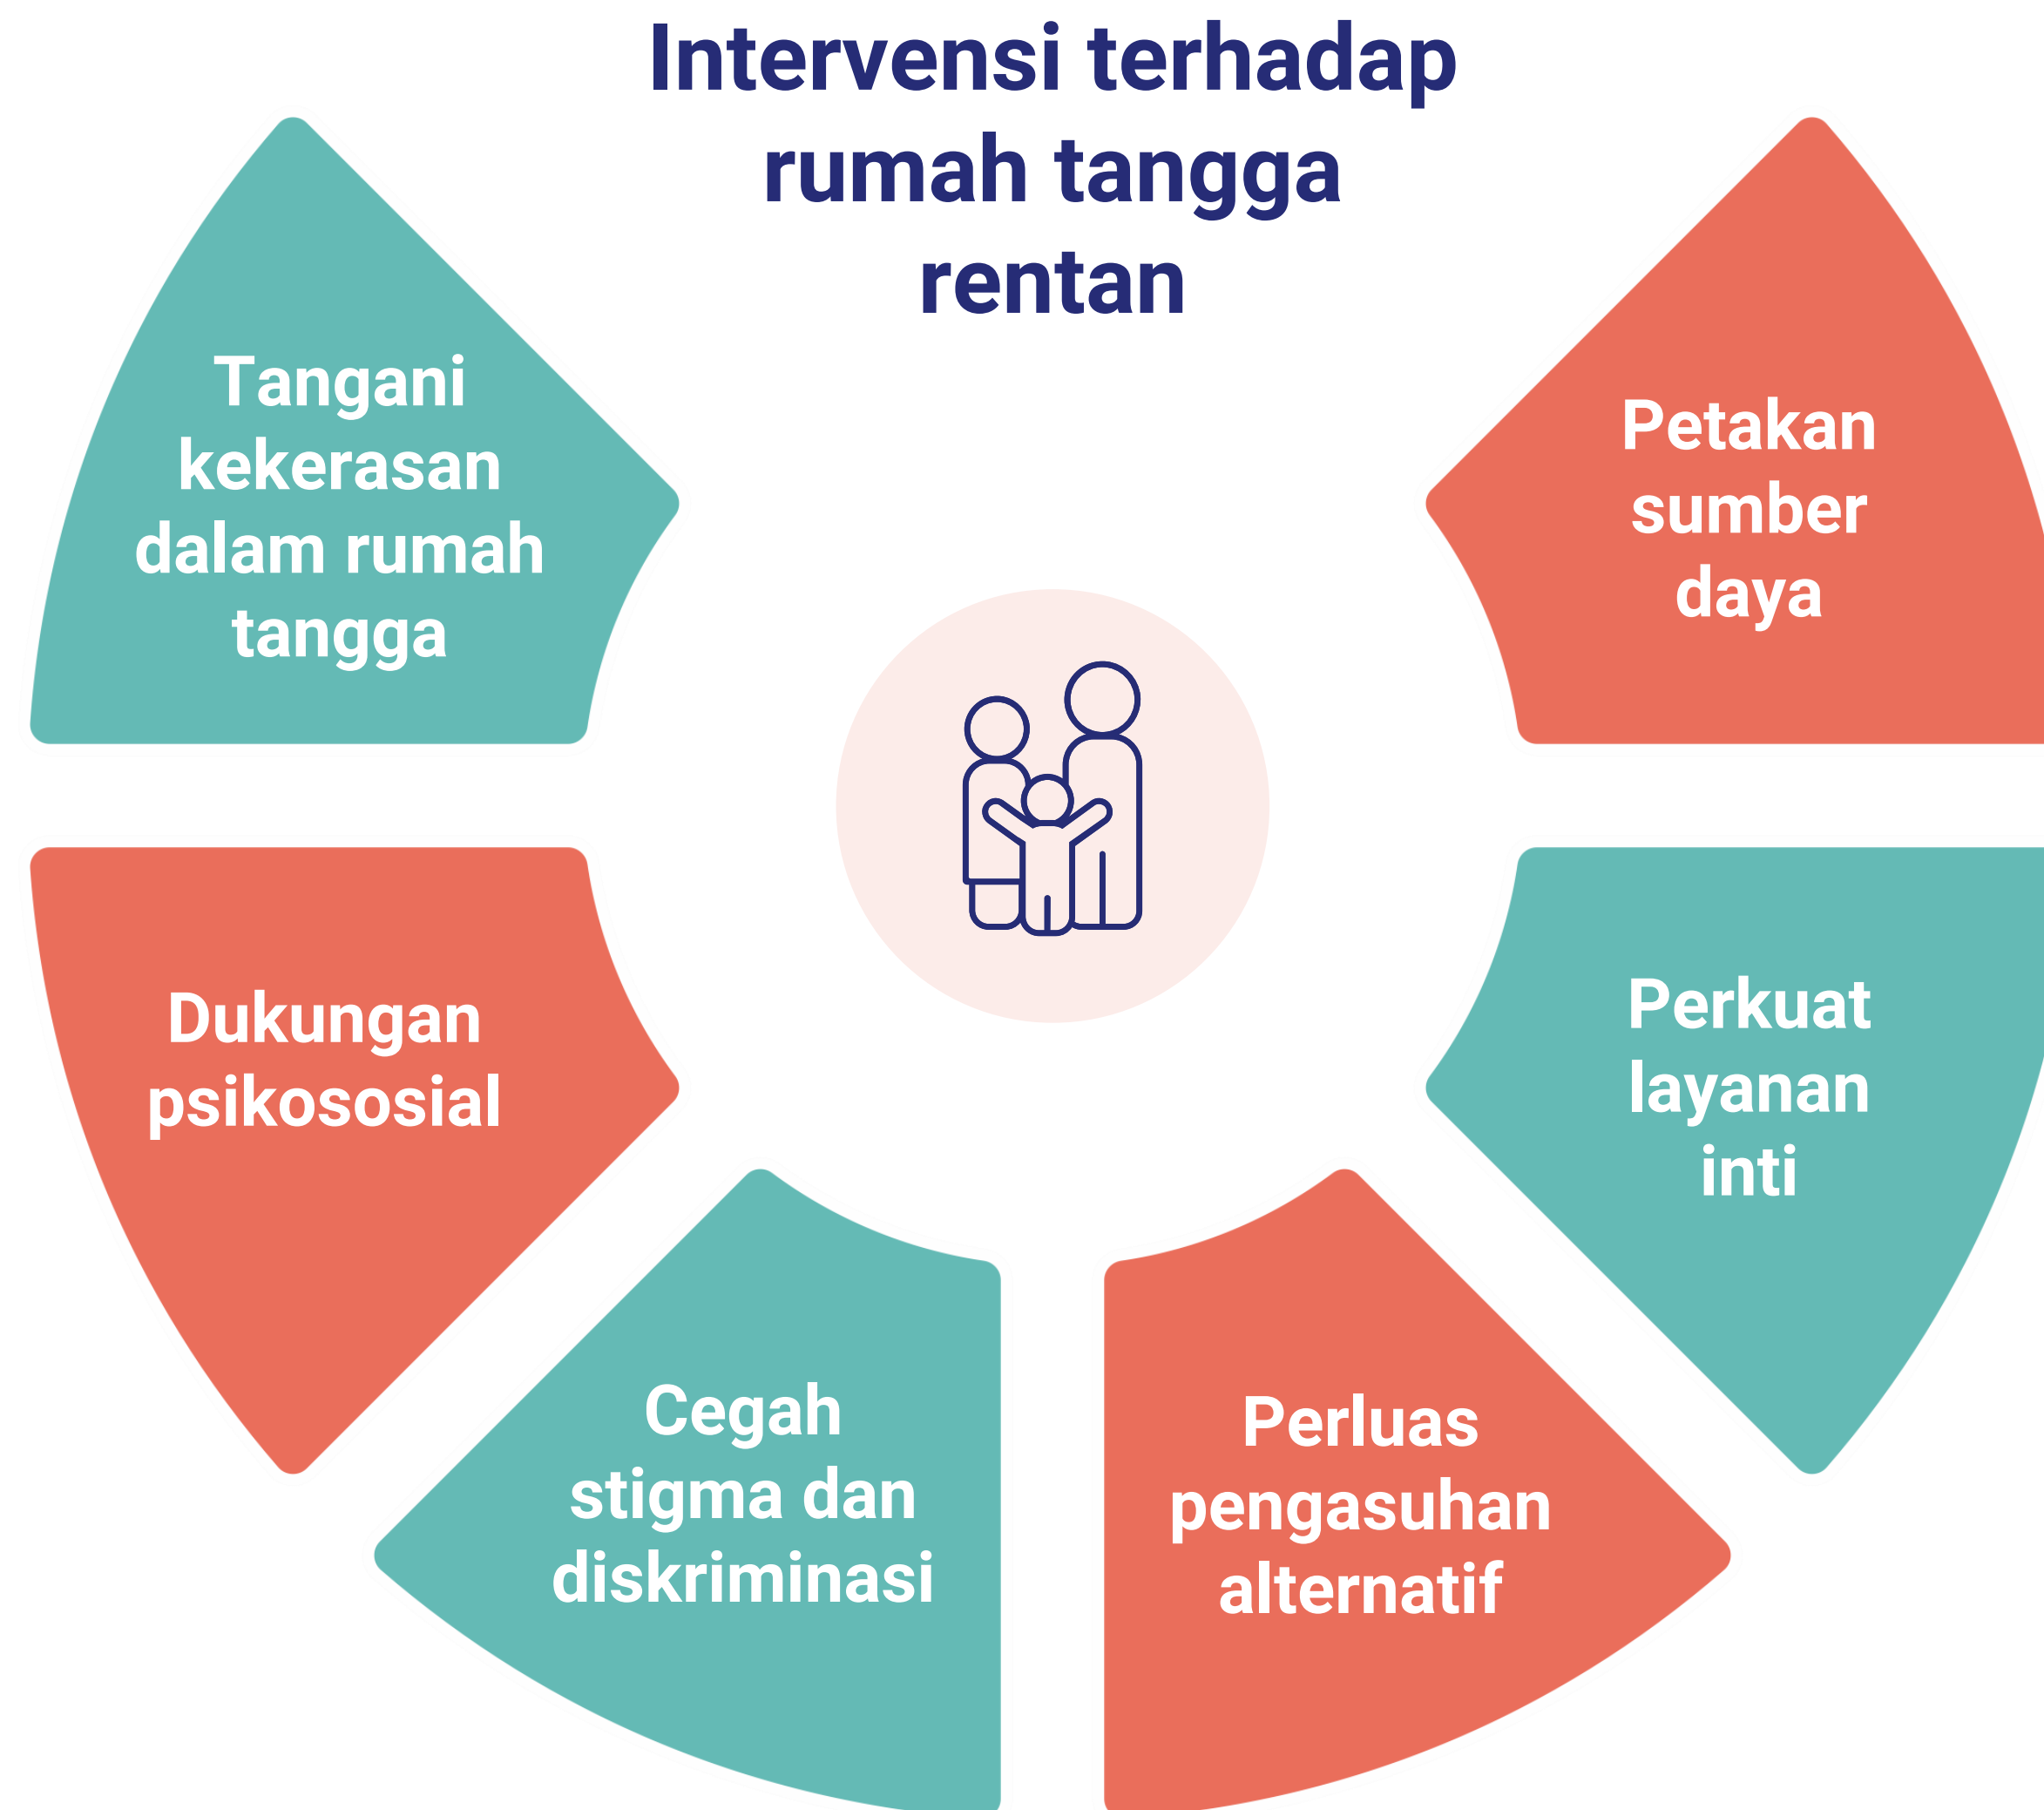 Intervensi terhadap
rumah tangga
rentan
Tangani
kekerasan
dalam rumah
tangga
Petakan
sumber
daya
Dukungan
psikososial
Perkuat
layanan
inti
Cegah
stigma dan
diskriminasi
Perluas
pengasuhan
alternatif